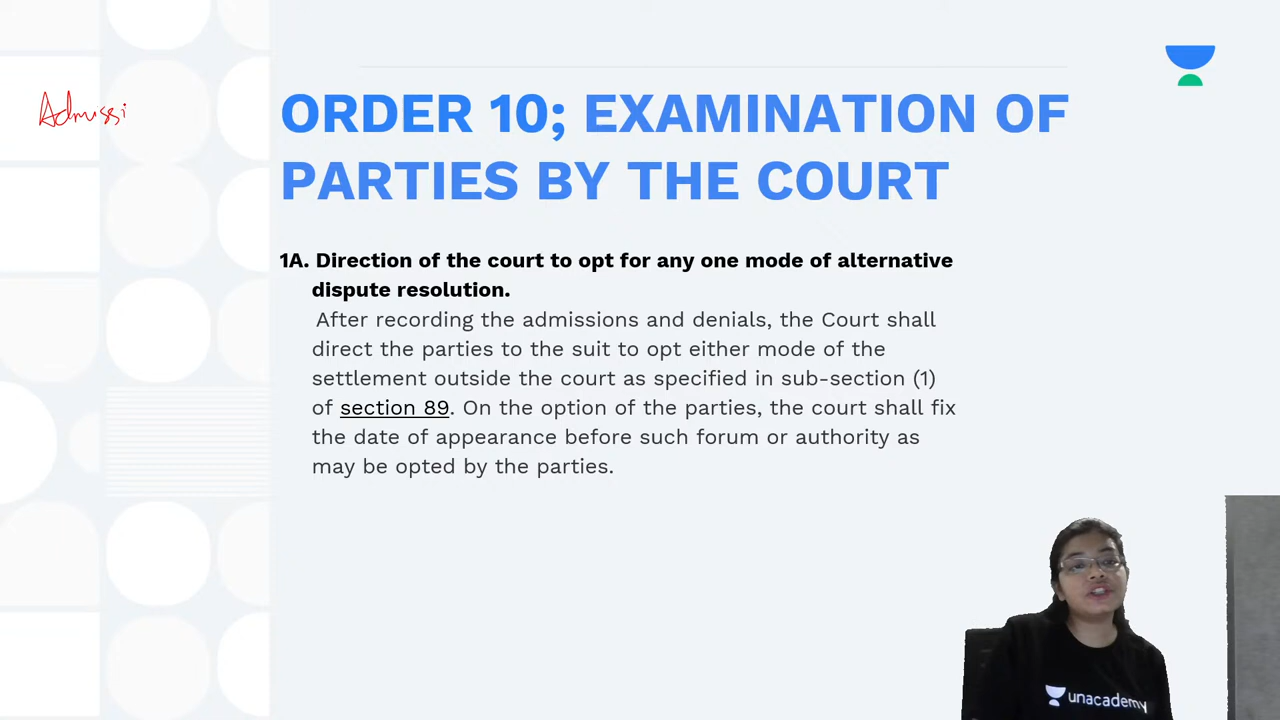 Admissi
ORDER 10; EXAMINATION OF
PARTIES BY THE COURT
1A. Direction of the court to opt for any one mode of alternative
dispute resolution.
After recording the admissions and denials, the Court shall
direct the parties to the suit to opt either mode of the
settlement outside the court as specified in sub-section (1)
of section 89. On the option of the parties, the court shall fix
the date of appearance before such forum or authority as
may be opted by the parties.
unacademy